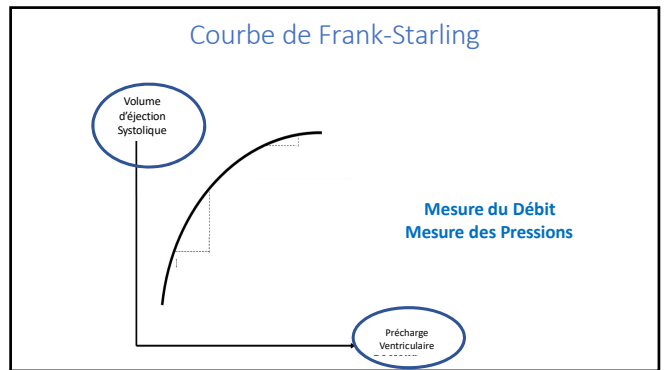 Courbe de Frank-Starling
Volume
d'éjection
Systolique
Mesure du Débit
Mesure des Pressions
Précharge
Ventriculaire